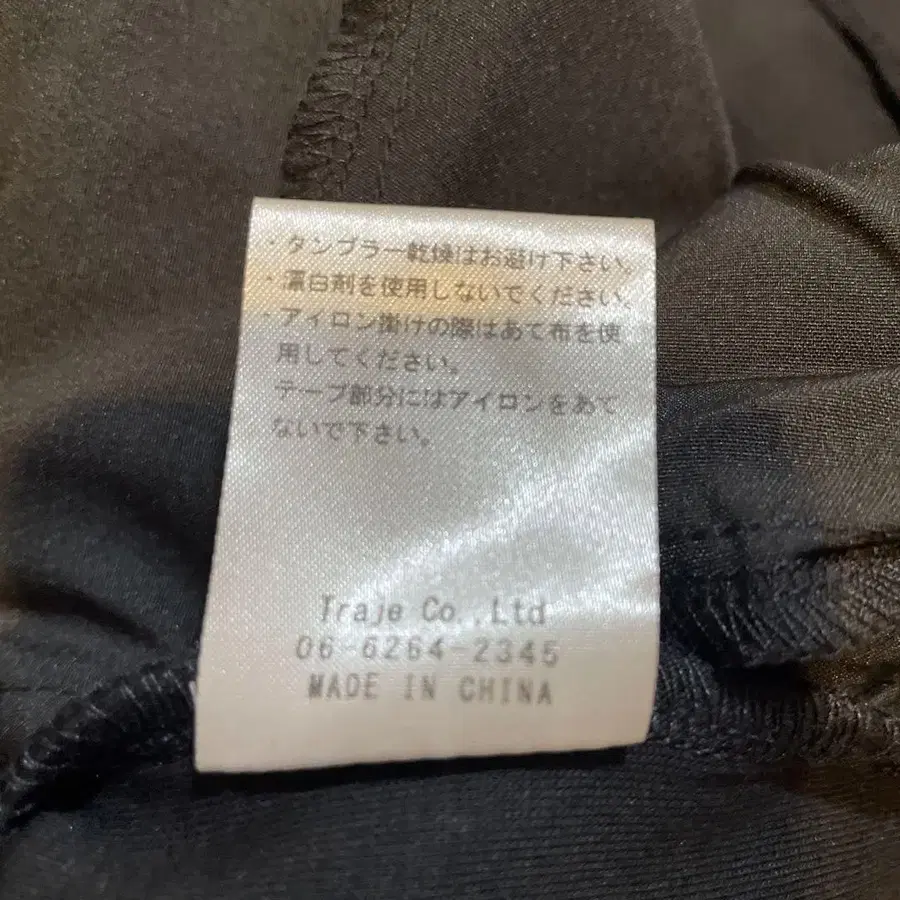 ・タンブラー乾燥はお避け下さい。
・漂白剤を使用しないでください。
・アイロン掛けの際はあて布を使
用してください。
テープ部分にはアイロンをあて
ないで下さい。
Traje Co.,Ltd
06-6264-2345
MADE IN CHINA